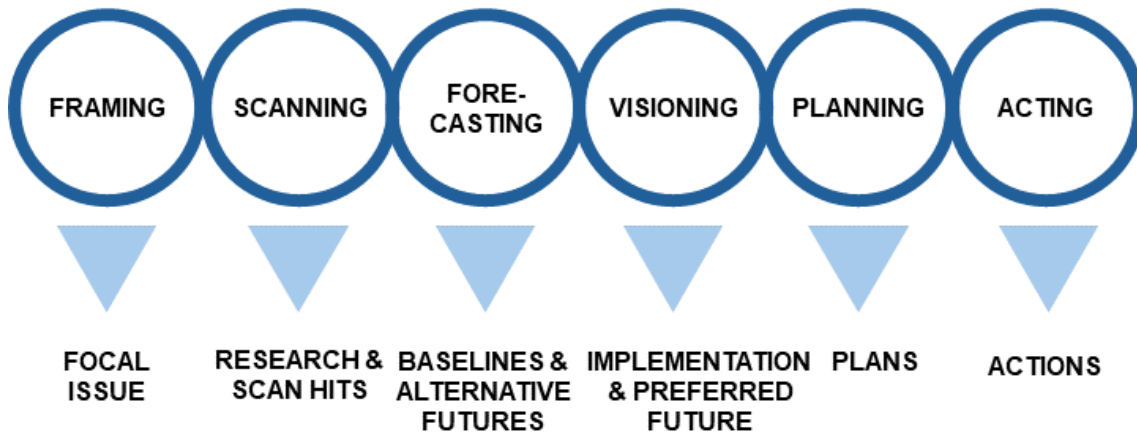 FRAMING
SCANNING
FORE-
CASTING
VISIONING
PLANNING
ACTING
FOCAL
ISSUE
RESEARCH &
SCAN HITS
BASELINES &
ALTERNATIVE
FUTURES
IMPLEMENTATION
& PREFERRED
FUTURE
PLANS
ACTIONS